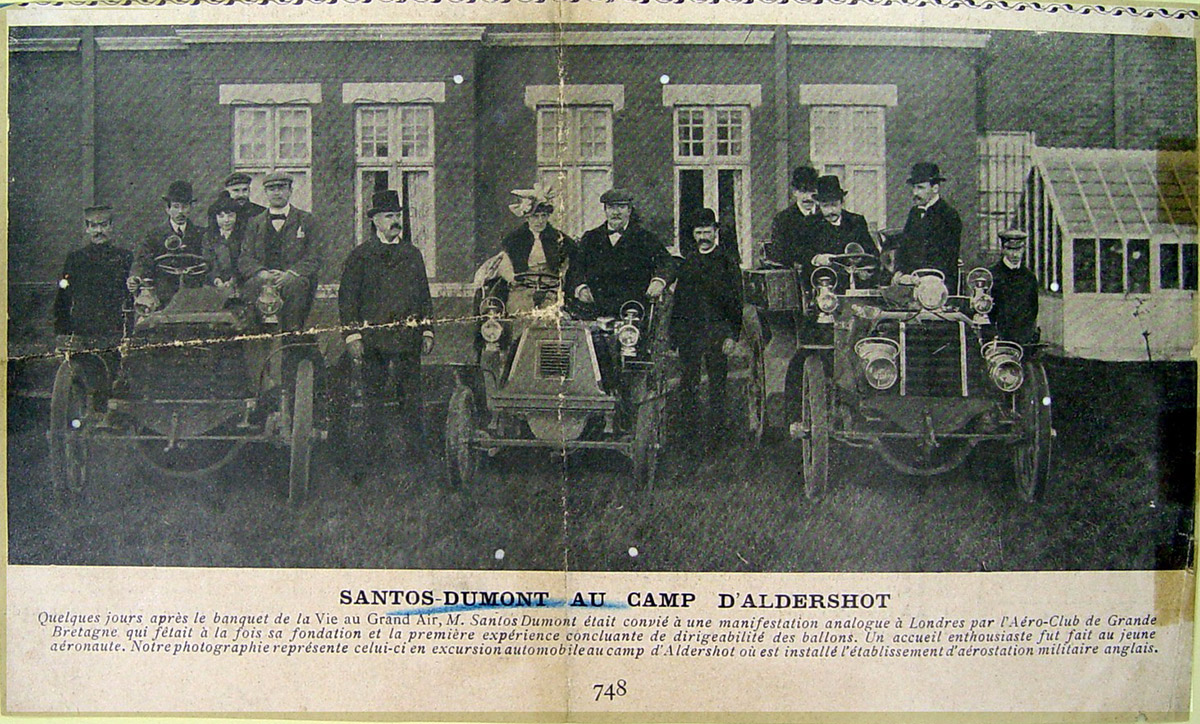 SANTOS-DUMONT AU CAMP D'ALDERSHOT
Quelques jours après le banquet de la Vie au Grand Air, M. Santos Dumont était convié à une manifestation analogue à Londres par l'Aéro-Club de Grande
Bretagne qui fêtait à la fois sa fondation et la première expérience concluante de dirigeabilité des ballons. Un accueil enthousiaste fut fait au jeune
aéronaute. Notre photographie représente celui-ci en excursion automobile au camp d'Aldershot où est installé l'établissement d'aérostation militaire anglais.
748